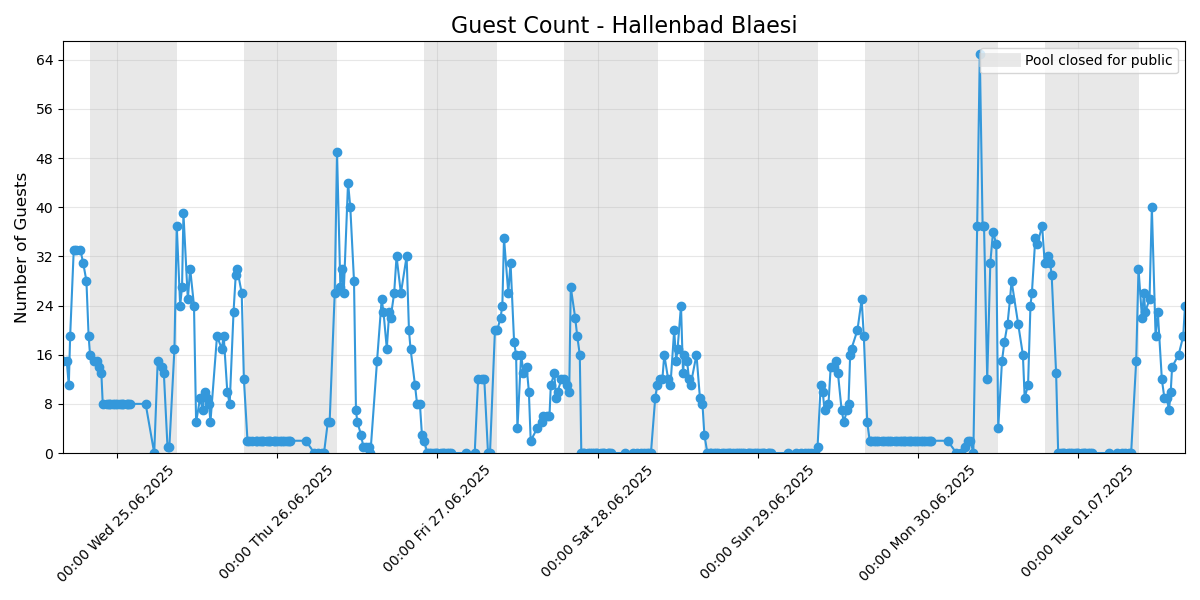 Guest Count - Hallenbad Blaesi
Pool closed for public
Number of Guests
64
56
48
40
32
24
16
8
0
00:00 Wed 25.06.2025
00:00 Thu 26.06.2025
00:00 Fri 27.06.2025
00:00 Sat 28.06.2025
00:00 Sun 29.06.2025
00:00 Mon 30.06.2025
00:00 Tue 01.07.2025